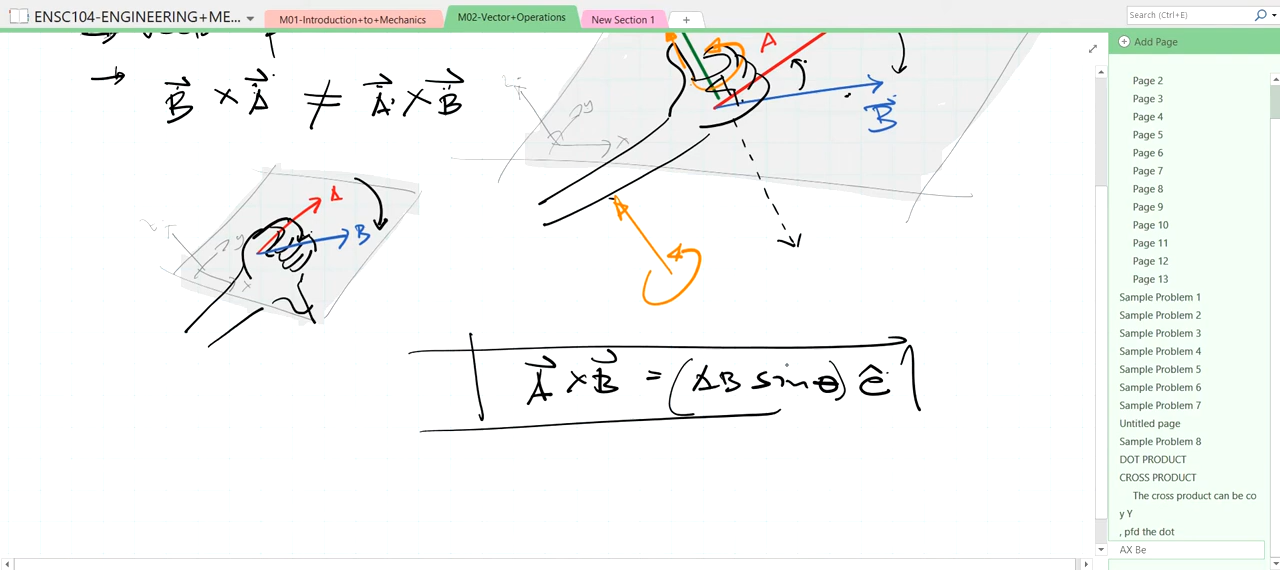 ENSC104-ENGINEERING+ME...
M01-Introduction+to+Mechanics
M02-Vector+Operations
New Section 1
+
Search (Ctrl+E)
Add Page
B × A ≠ A × B
A
B
x
y
A
B
y
x
A × B = (AB sinθ) ê
Page 2
Page 3
Page 4
Page 5
Page 6
Page 7
Page 8
Page 9
Page 10
Page 11
Page 12
Page 13
Sample Problem 1
Sample Problem 2
Sample Problem 3
Sample Problem 4
Sample Problem 5
Sample Problem 6
Sample Problem 7
Untitled page
Sample Problem 8
DOT PRODUCT
CROSS PRODUCT
The cross product can be co
y Y
, pfd the dot
AX Be